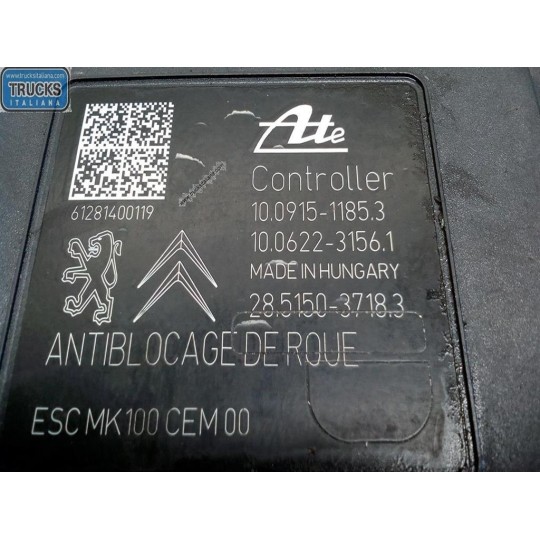 www.trucksitaliana.com
TRUCKS
ITALIANA
Ate
61281400119
Controller
10.0915-1185.3
10.0622-3156.1
MADE IN HUNGARY
28.5150-3718.3
ANTIBLOCAGE DE ROUE
ESC MK100 CEM 00